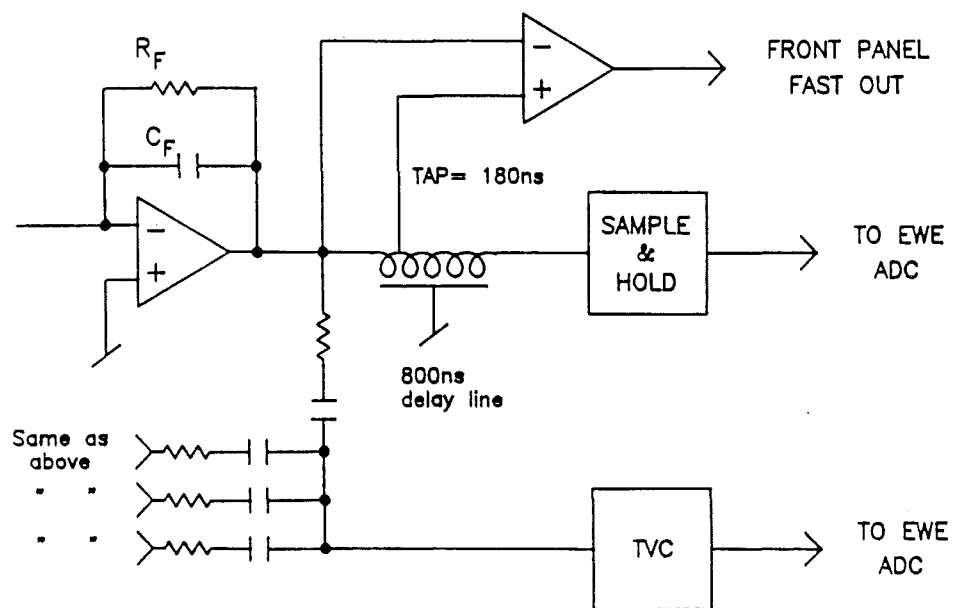 R_F
C_F
−
+
−
+
FRONT PANEL
FAST OUT
TAP= 180ns
SAMPLE
&
HOLD
TO EWE
ADC
800ns
delay line
Same as
above
" "
" "
TVC
TO EWE
ADC